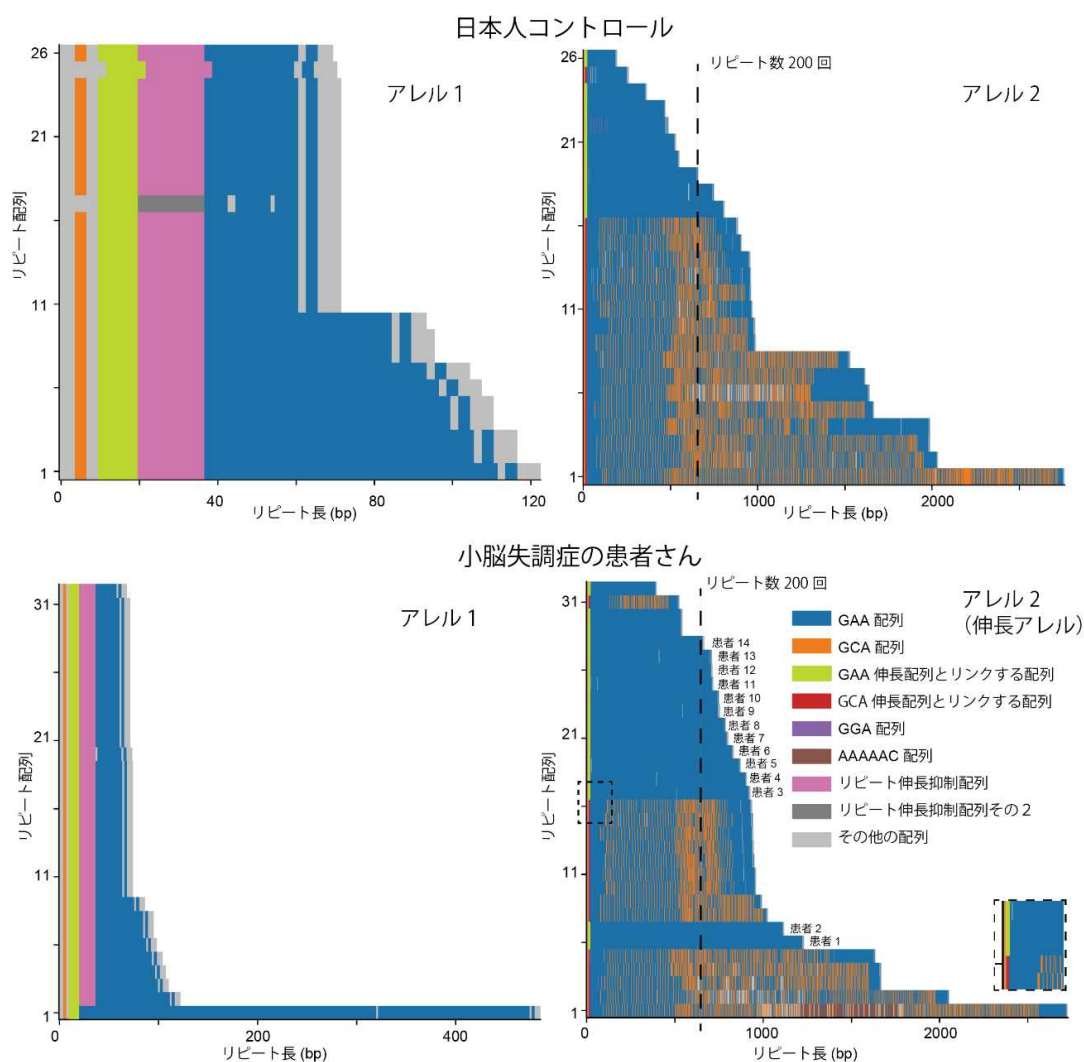 日本人コントロール
アレル 1
リピート配列
26
21
11
1
0
40
80
120
リピート長 (bp)
リピート数 200 回
アレル 2
リピート配列
26
21
11
1
0
1000
2000
リピート長 (bp)
小脳失調症の患者さん
アレル 1
リピート配列
31
21
11
1
0
200
400
リピート長 (bp)
リピート数 200 回
アレル 2
(伸長アレル)
リピート配列
31
21
11
1
0
1000
2000
リピート長 (bp)
患者 14
患者 13
患者 12
患者 11
患者 10
患者 9
患者 8
患者 7
患者 6
患者 5
患者 4
患者 3
患者 2
患者 1
GAA 配列
GCA 配列
GAA 伸長配列とリンクする配列
GCA 伸長配列とリンクする配列
GGA 配列
AAAAAC 配列
リピート伸長抑制配列
リピート伸長抑制配列その2
その他の配列